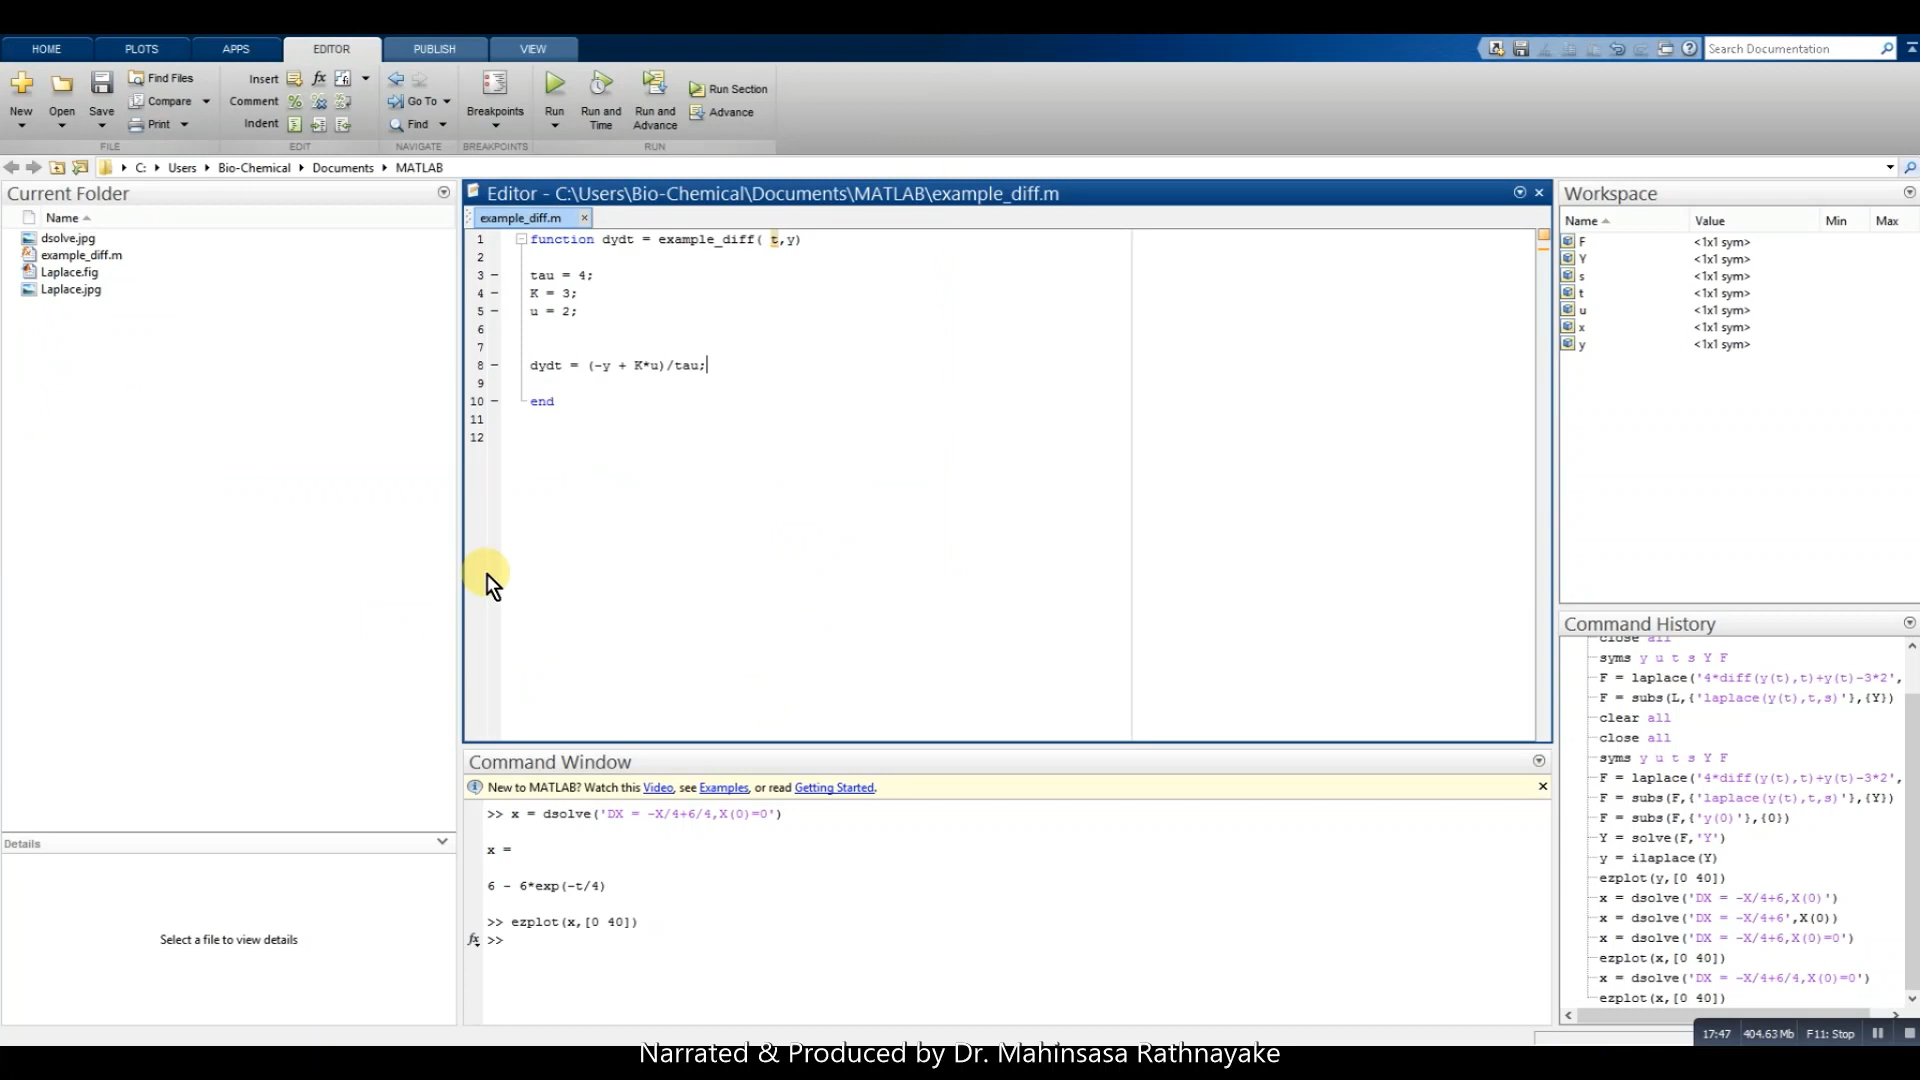 HOME PLOTS APPS EDITOR PUBLISH VIEW
Search Documentation
New Open Save
Find Files
Compare
Print
Insert fx
Comment
Indent
Go To
Find
Breakpoints
Run
Run and Time
Run and Advance
Run Section
Advance
FILE EDIT NAVIGATE BREAKPOINTS RUN
C: Users Bio-Chemical Documents MATLAB
Current Folder
Name
dsolve.jpg
example_diff.m
Laplace.fig
Laplace.jpg
Details
Select a file to view details
Editor - C:\Users\Bio-Chemical\Documents\MATLAB\example_diff.m
example_diff.m
1 function dydt = example_diff( t,y)
2
3 – tau = 4;
4 – K = 3;
5 – u = 2;
6
7
8 – dydt = (-y + K*u)/tau;
9
10 – end
11
12
Command Window
New to MATLAB? Watch this Video, see Examples, or read Getting Started.
>> x = dsolve('DX = -X/4+6/4,X(0)=0')
x =
6 - 6*exp(-t/4)
>> ezplot(x,[0 40])
fx >>
Workspace
Name Value Min Max
F <1x1 sym>
Y <1x1 sym>
s <1x1 sym>
t <1x1 sym>
u <1x1 sym>
x <1x1 sym>
y <1x1 sym>
Command History
close all
syms y u t s Y F
F = laplace('4*diff(y(t),t)+y(t)-3*2',
F = subs(L,{'laplace(y(t),t,s)'},{Y})
clear all
close all
syms y u t s Y F
F = laplace('4*diff(y(t),t)+y(t)-3*2',
F = subs(F,{'laplace(y(t),t,s)'},{Y})
F = subs(F,{'y(0)'},{0})
Y = solve(F,'Y')
y = ilaplace(Y)
ezplot(y,[0 40])
x = dsolve('DX = -X/4+6,X(0)')
x = dsolve('DX = -X/4+6',X(0))
x = dsolve('DX = -X/4+6,X(0)=0')
ezplot(x,[0 40])
x = dsolve('DX = -X/4+6/4,X(0)=0')
ezplot(x,[0 40])
17:47 404.63 Mb F11: Stop
Narrated & Produced by Dr. Mahinsasa Rathnayake